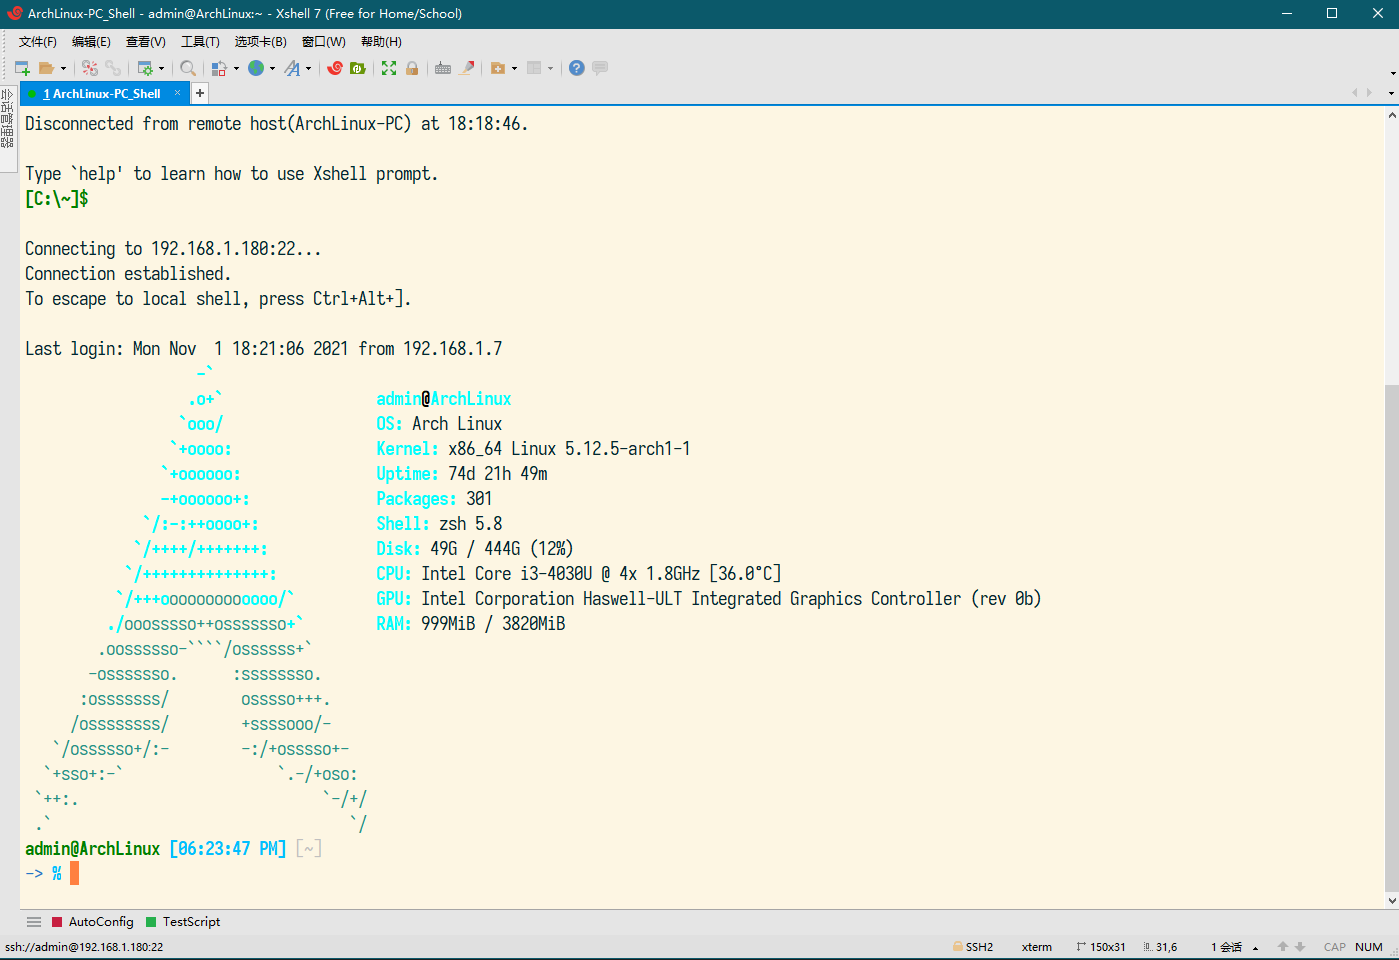 ArchLinux-PC_Shell - admin@ArchLinux:~ - Xshell 7 (Free for Home/School)
文件(F) 编辑(E) 查看(V) 工具(T) 选项卡(B) 窗口(W) 帮助(H)
会话管理器
1 ArchLinux-PC_Shell × +
Disconnected from remote host(ArchLinux-PC) at 18:18:46.
Type `help' to learn how to use Xshell prompt.
[C:\~]$
Connecting to 192.168.1.180:22...
Connection established.
To escape to local shell, press Ctrl+Alt+].
Last login: Mon Nov  1 18:21:06 2021 from 192.168.1.7
                   -`
                  .o+`                 admin@ArchLinux
                 `ooo/                 OS: Arch Linux
                `+oooo:                Kernel: x86_64 Linux 5.12.5-arch1-1
               `+oooooo:               Uptime: 74d 21h 49m
               -+oooooo+:              Packages: 301
             `/:-:++oooo+:             Shell: zsh 5.8
            `/++++/+++++++:            Disk: 49G / 444G (12%)
           `/++++++++++++++:           CPU: Intel Core i3-4030U @ 4x 1.8GHz [36.0°C]
          `/+++ooooooooooooo/`         GPU: Intel Corporation Haswell-ULT Integrated Graphics Controller (rev 0b)
         ./ooosssso++osssssso+`        RAM: 999MiB / 3820MiB
        .oossssso-````/ossssss+`
       -osssssso.      :ssssssso.
      :osssssss/        osssso+++.
     /ossssssss/        +ssssooo/-
   `/ossssso+/:-        -:/+osssso+-
  `+sso+:-`                 `.-/+oso:
 `++:.                           `-/+/
 .`                                 `/
admin@ArchLinux [06:23:47 PM] [~]
-> %
AutoConfig TestScript
ssh://admin@192.168.1.180:22 SSH2 xterm 150x31 31,6 1 会话 CAP NUM